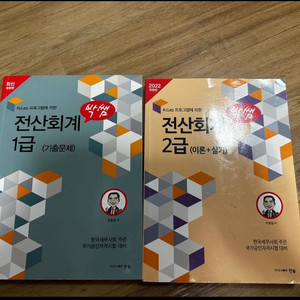 최신
KcLep 프로그램에 의한
박쌤
전산회계
1급 (기출문제)
한국세무사회 주관
국가공인자격시험 대비
2022
KcLep 프로그램에 의한
박쌤
전산회계
2급 (이론+실기)
한국세무사회 주관
국가공인자격시험 대비